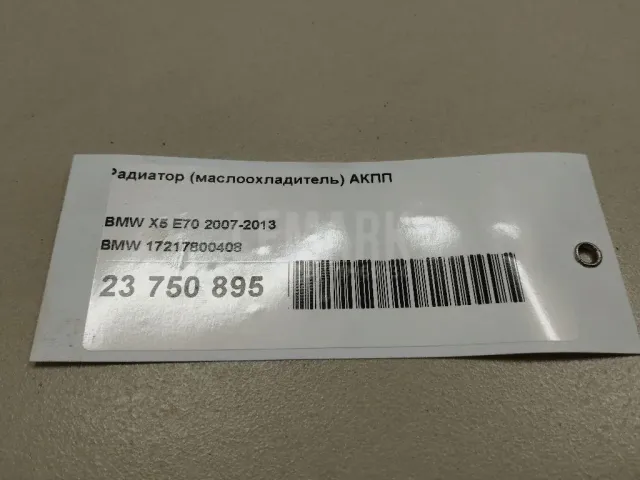 Радиатор (маслоохладитель) АКПП
BMW X5 E70 2007-2013
BMW 17217800408
23 750 895